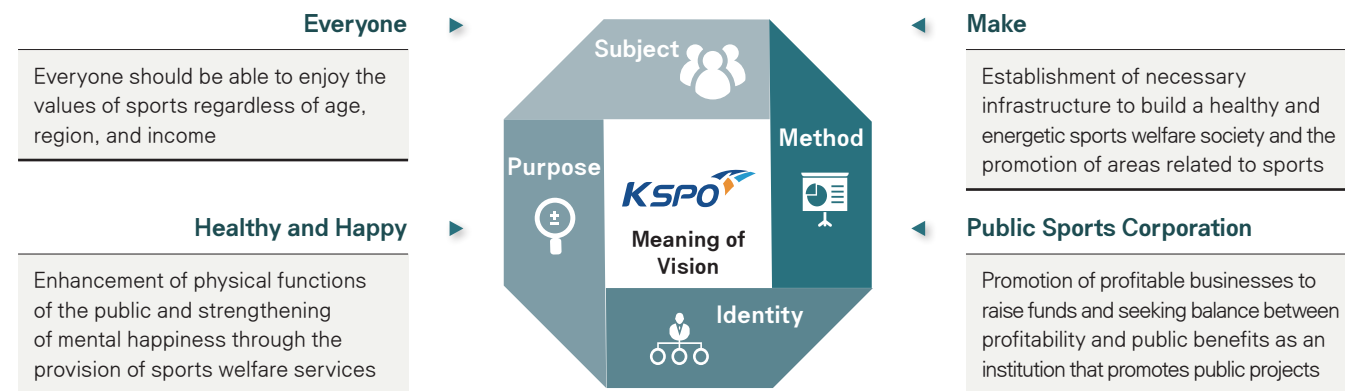 Everyone
Everyone should be able to enjoy the
values of sports regardless of age,
region, and income
Healthy and Happy
Enhancement of physical functions
of the public and strengthening
of mental happiness through the
provision of sports welfare services
Subject
Method
Purpose
KSPO
Meaning of
Vision
Identity
Make
Establishment of necessary
infrastructure to build a healthy and
energetic sports welfare society and the
promotion of areas related to sports
Public Sports Corporation
Promotion of profitable businesses to
raise funds and seeking balance between
profitability and public benefits as an
institution that promotes public projects